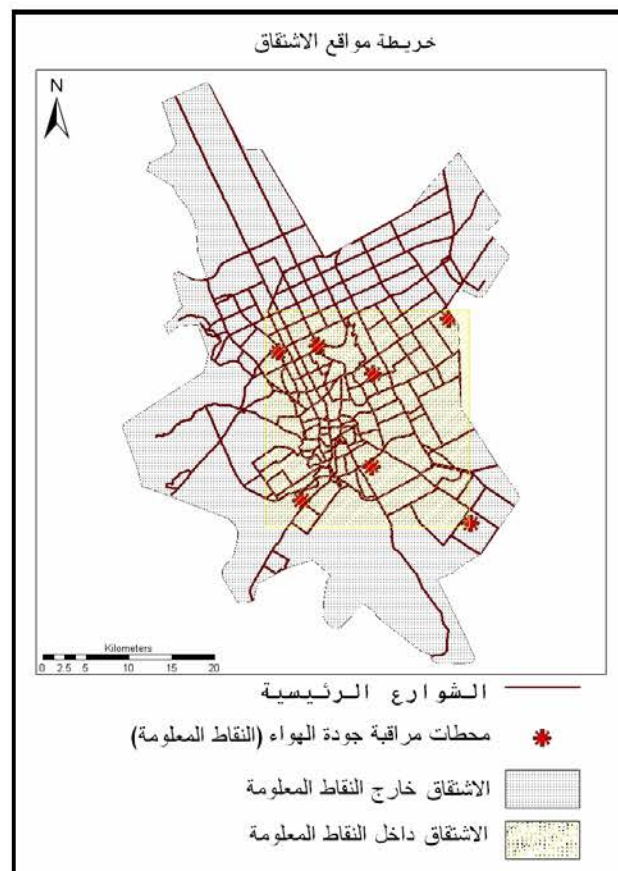 خريطة مواقع الاشتقاق
N
Kilometers
0 2.5 5 10 15 20
الشوارع الرئيسية
محطات مراقبة جودة الهواء (النقاط المعلومة)
الاشتقاق خارج النقاط المعلومة
الاشتقاق داخل النقاط المعلومة